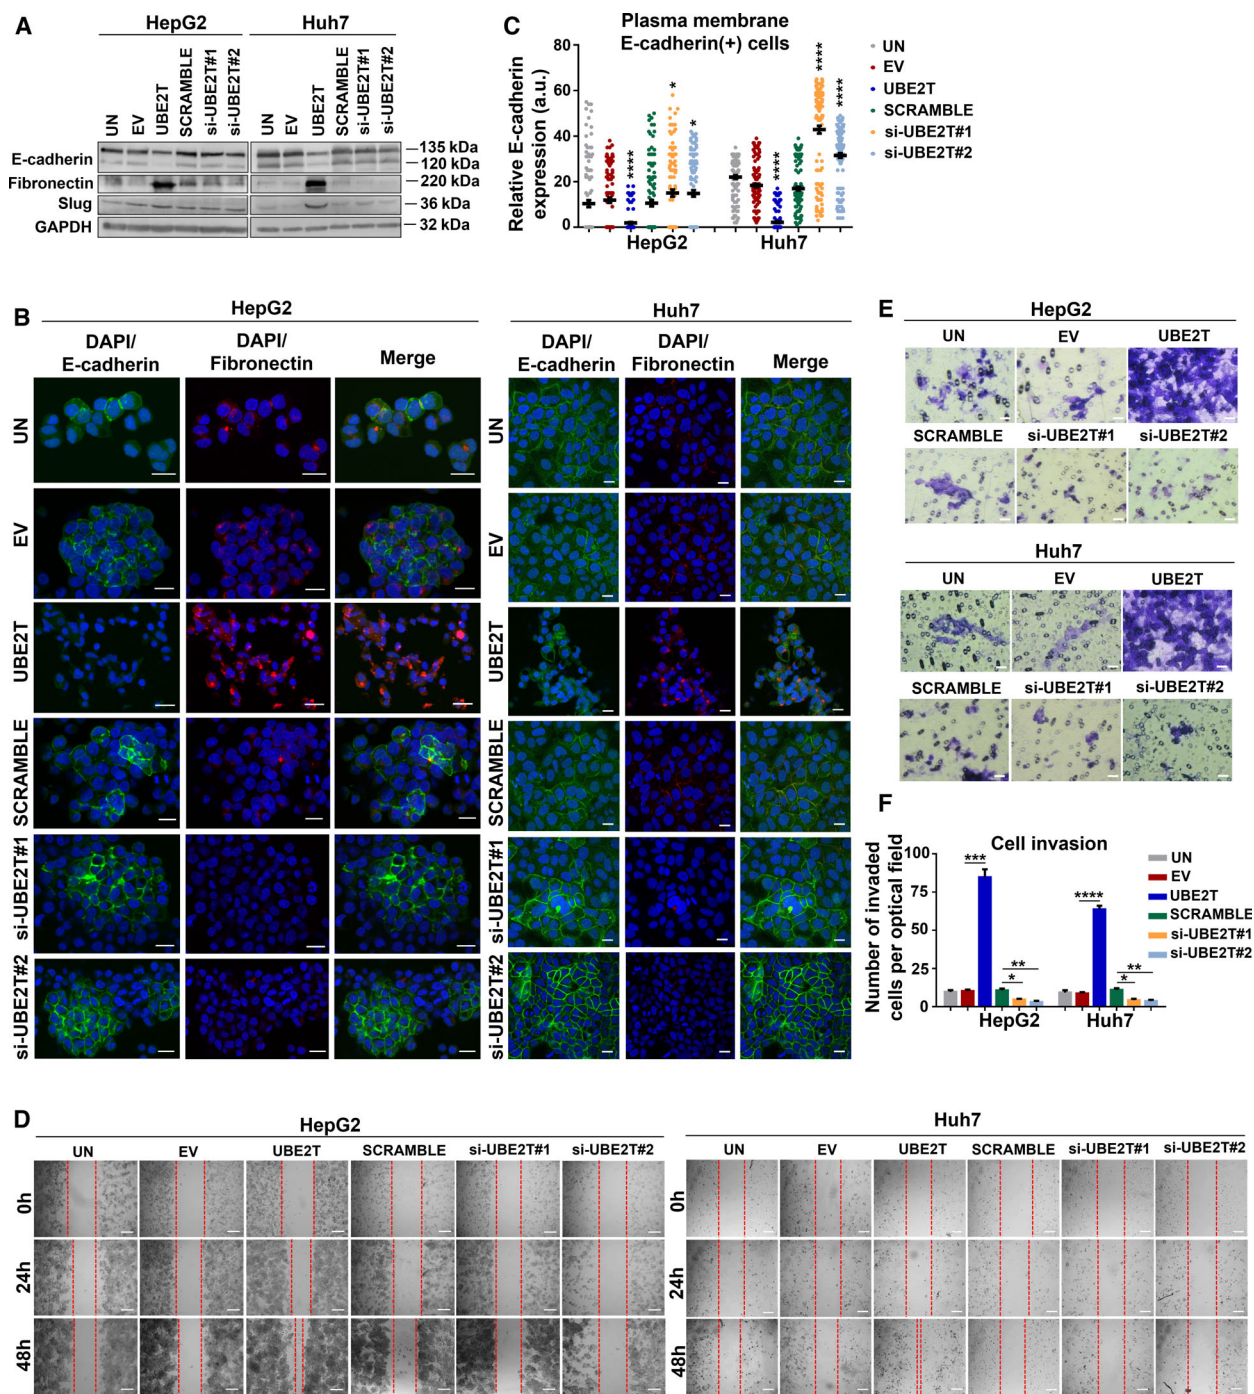 A
HepG2
Huh7
UN
EV
UBE2T
SCRAMBLE
si-UBE2T#1
si-UBE2T#2
UN
EV
UBE2T
SCRAMBLE
si-UBE2T#1
si-UBE2T#2
E-cadherin
135 kDa
120 kDa
Fibronectin
220 kDa
Slug
36 kDa
GAPDH
32 kDa
C
Plasma membrane
E-cadherin(+) cells
Relative E-cadherin
expression (a.u.)
80
60
40
20
0
****
*
*
****
****
****
HepG2
Huh7
UN
EV
UBE2T
SCRAMBLE
si-UBE2T#1
si-UBE2T#2
B
HepG2
Huh7
DAPI/
E-cadherin
DAPI/
Fibronectin
Merge
DAPI/
E-cadherin
DAPI/
Fibronectin
Merge
UN
EV
UBE2T
SCRAMBLE
si-UBE2T#1
si-UBE2T#2
UN
EV
UBE2T
SCRAMBLE
si-UBE2T#1
si-UBE2T#2
E
HepG2
UN
EV
UBE2T
SCRAMBLE
si-UBE2T#1
si-UBE2T#2
Huh7
UN
EV
UBE2T
SCRAMBLE
si-UBE2T#1
si-UBE2T#2
F
Cell invasion
Number of invaded
cells per optical field
100
75
50
25
0
***
*
**
****
*
**
HepG2
Huh7
UN
EV
UBE2T
SCRAMBLE
si-UBE2T#1
si-UBE2T#2
D
HepG2
Huh7
UN
EV
UBE2T
SCRAMBLE
si-UBE2T#1
si-UBE2T#2
UN
EV
UBE2T
SCRAMBLE
si-UBE2T#1
si-UBE2T#2
0h
24h
48h
0h
24h
48h